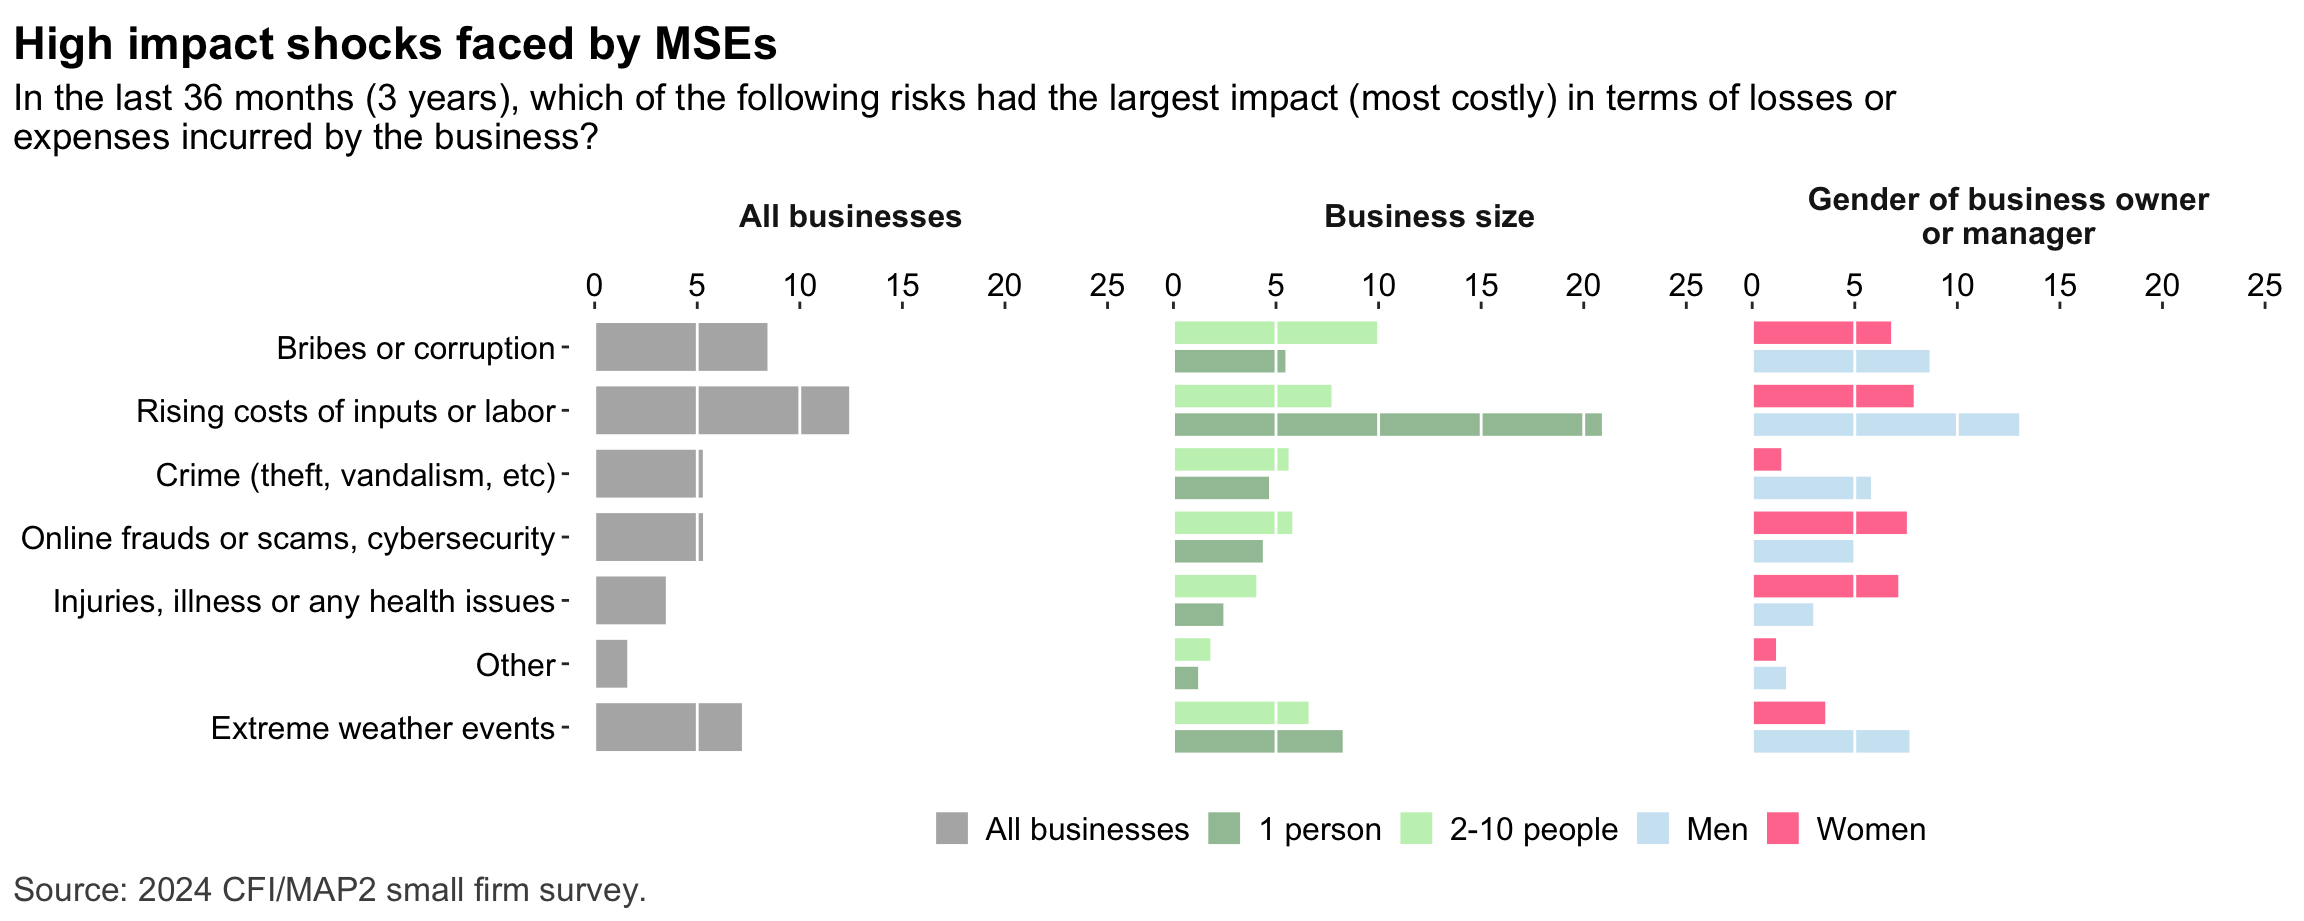 High impact shocks faced by MSEs
In the last 36 months (3 years), which of the following risks had the largest impact (most costly) in terms of losses or
expenses incurred by the business?
All businesses
Business size
Gender of business owner
or manager
0 5 10 15 20 25 0 5 10 15 20 25 0 5 10 15 20 25
Bribes or corruption
Rising costs of inputs or labor
Crime (theft, vandalism, etc)
Online frauds or scams, cybersecurity
Injuries, illness or any health issues
Other
Extreme weather events
All businesses 1 person 2-10 people Men Women
Source: 2024 CFI/MAP2 small firm survey.